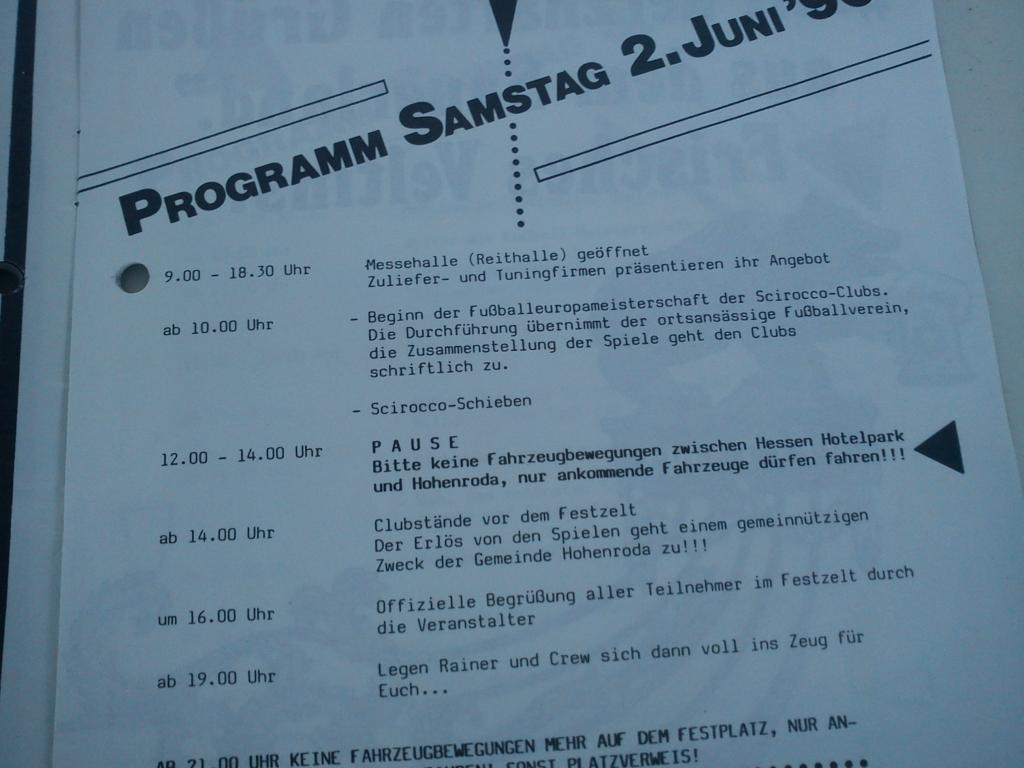 PROGRAMM SAMSTAG 2. JUNI '90
9.00 - 18.30 Uhr Messehalle (Reithalle) geöffnet
Zuliefer- und Tuningfirmen präsentieren ihr Angebot
ab 10.00 Uhr - Beginn der Fußballeuropameisterschaft der Scirocco-Clubs.
Die Durchführung übernimmt der ortsansässige Fußballverein,
die Zusammenstellung der Spiele geht den Clubs
schriftlich zu.
- Scirocco-Schieben
12.00 - 14.00 Uhr P A U S E
Bitte keine Fahrzeugbewegungen zwischen Hessen Hotelpark
und Hohenroda, nur ankommende Fahrzeuge dürfen fahren!!!
ab 14.00 Uhr Clubstände vor dem Festzelt
Der Erlös von den Spielen geht einem gemeinnützigen
Zweck der Gemeinde Hohenroda zu!!!
um 16.00 Uhr Offizielle Begrüßung aller Teilnehmer im Festzelt durch
die Veranstalter
ab 19.00 Uhr Legen Rainer und Crew sich dann voll ins Zeug für
Euch...
AB 21.00 UHR KEINE FAHRZEUGBEWEGUNGEN MEHR AUF DEM FESTPLATZ, NUR AN-
SONST PLATZVERWEIS!